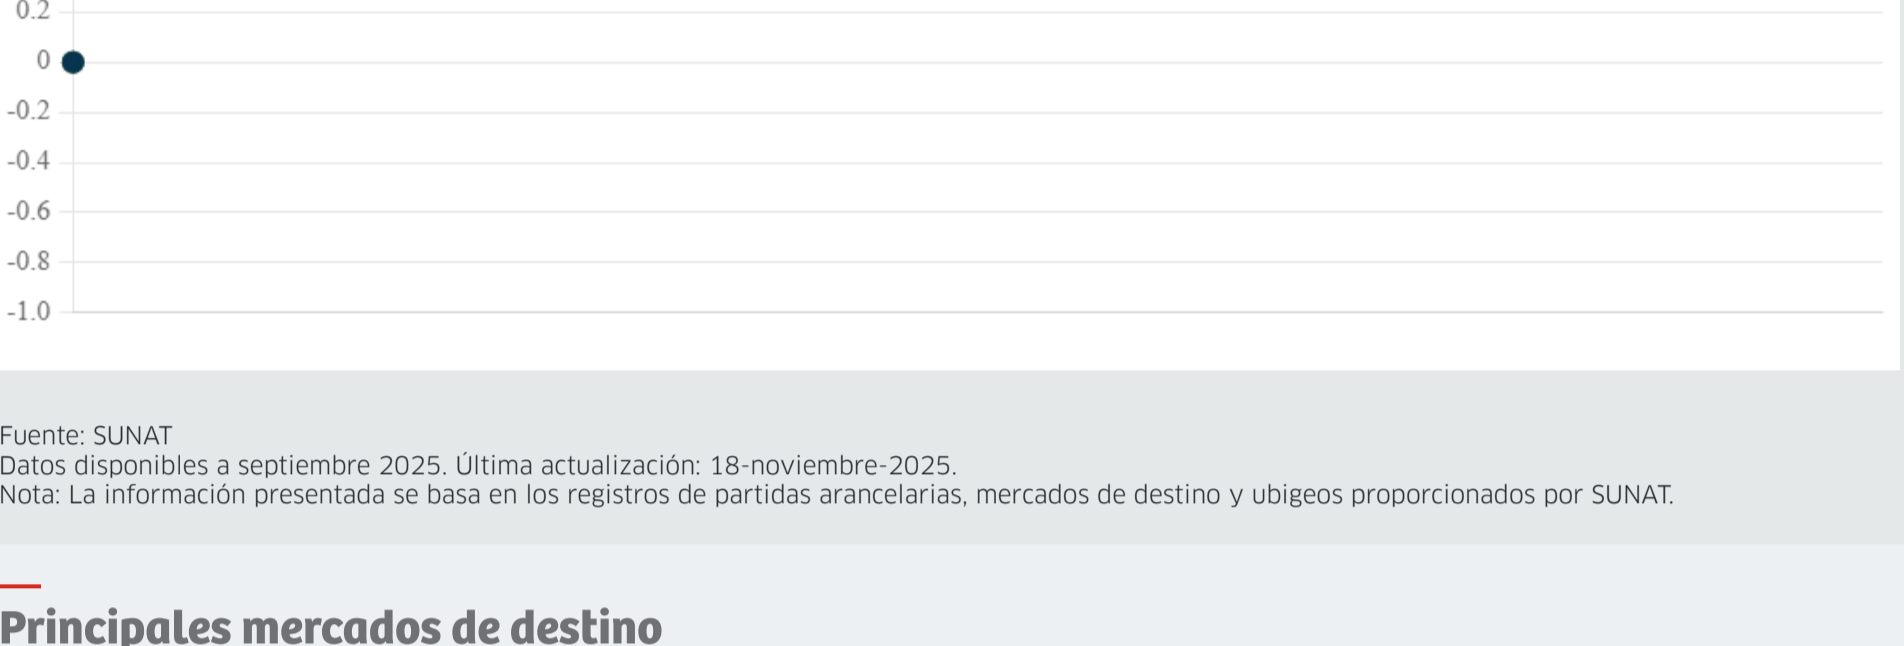 0.2
0
-0.2
-0.4
-0.6
-0.8
-1.0
Fuente: SUNAT
Datos disponibles a septiembre 2025. Última actualización: 18-noviembre-2025.
Nota: La información presentada se basa en los registros de partidas arancelarias, mercados de destino y ubigeos proporcionados por SUNAT.
Principales mercados de destino